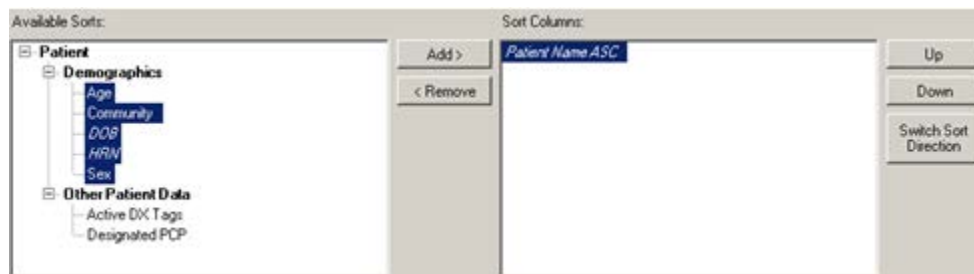 Available Sorts:
Patient
Demographics
Age
Community
DOB
HRN
Sex
Other Patient Data
Active DX Tags
Designated PCP
Add >
< Remove
Sort Columns:
Patient Name ASC
Up
Down
Switch Sort
Direction